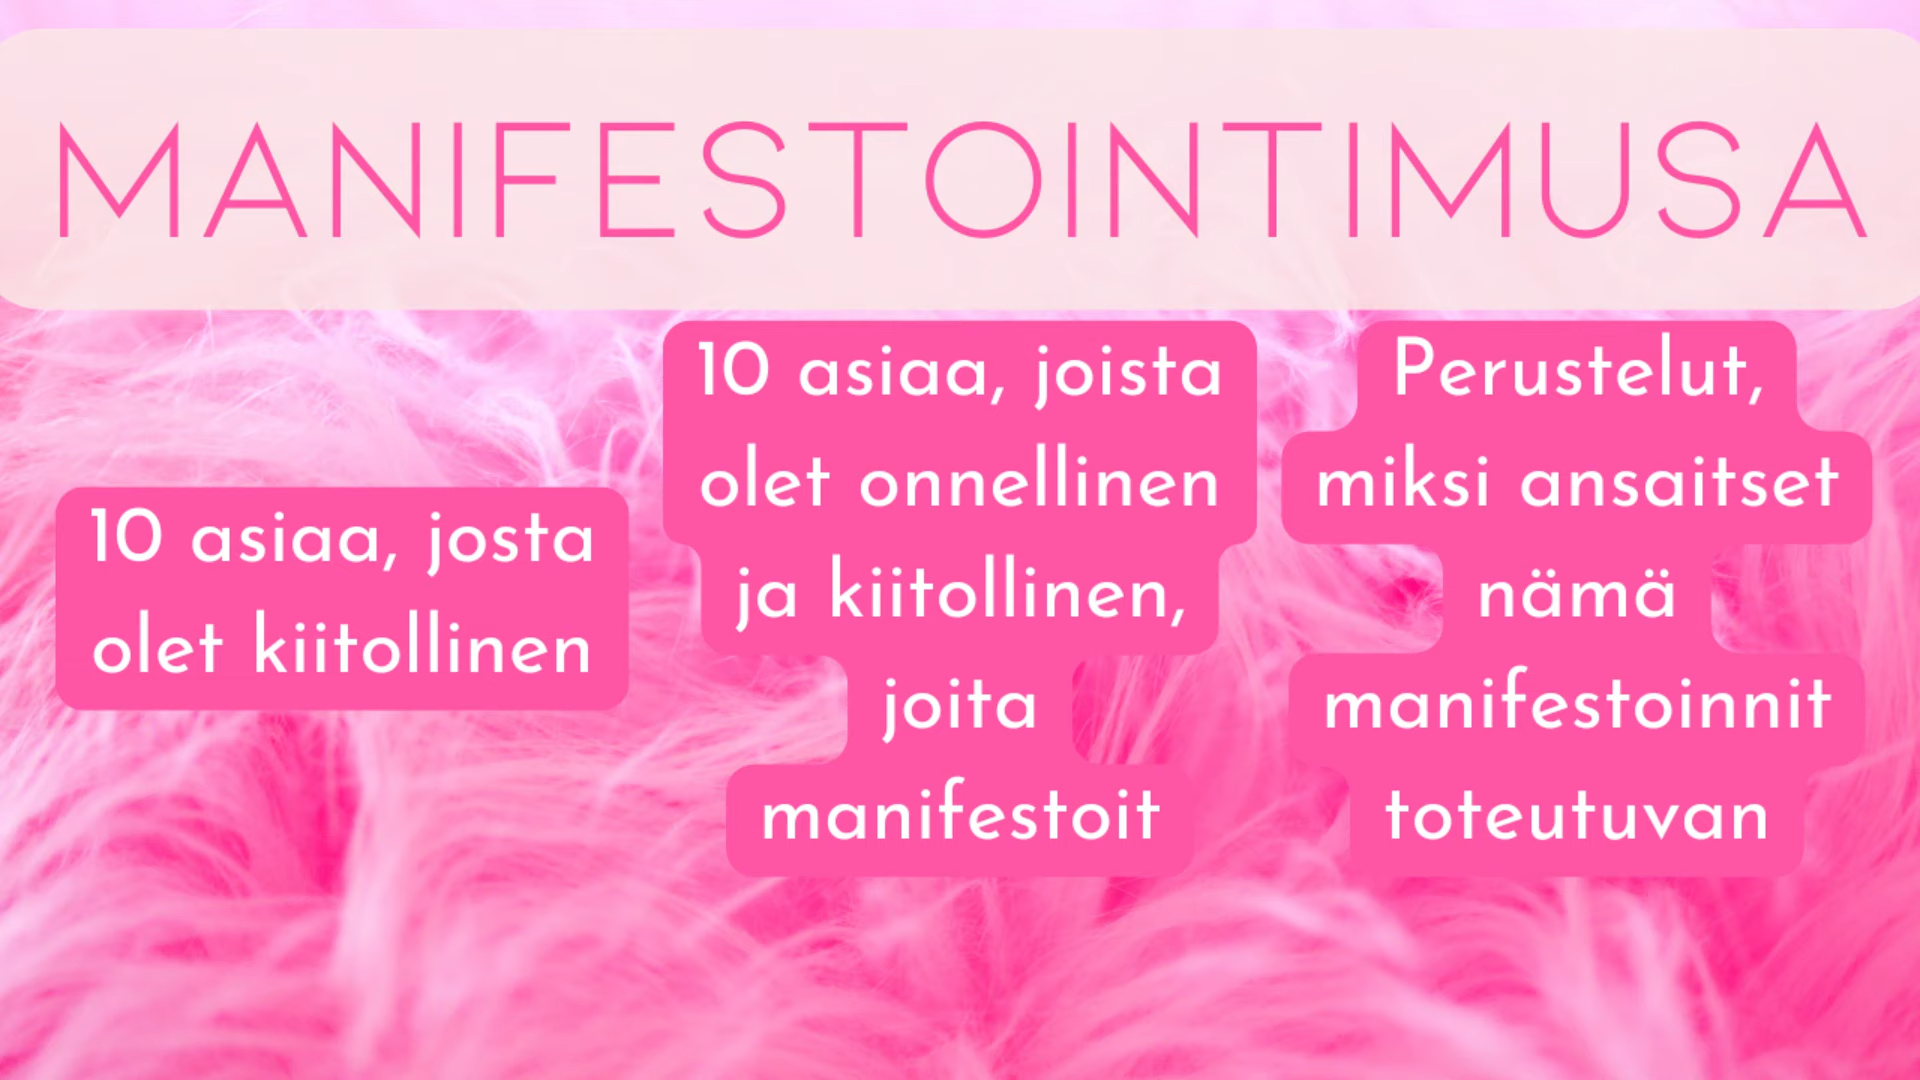 MANIFESTOINTIMUSA
10 asiaa, josta
olet kiitollinen
10 asiaa, joista
olet onnellinen
ja kiitollinen,
joita
manifestoit
Perustelut,
miksi ansaitset
nämä
manifestoinnit
toteutuvan